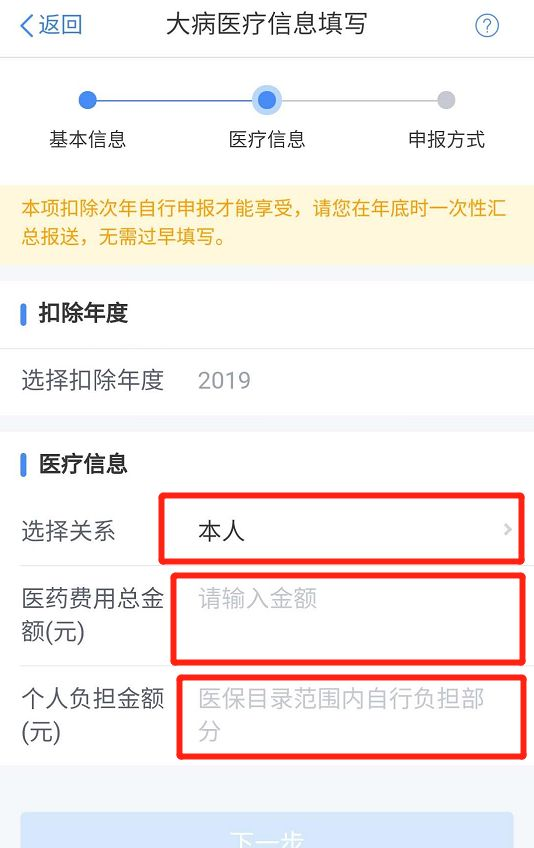 返回
大病医疗信息填写
?
基本信息
医疗信息
申报方式
本项扣除次年自行申报才能享受，请您在年底时一次性汇
总报送，无需过早填写。
扣除年度
选择扣除年度 2019
医疗信息
选择关系 本人
医药费用总金 请输入金额
额(元)
个人负担金额 医保目录范围内自行负担部
(元) 分
下一步